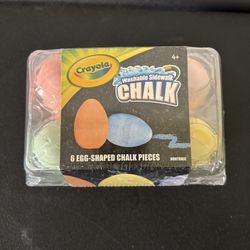 Crayola
4+
Washable Sidewalk
CHALK
6 EGG-SHAPED CHALK PIECES
NONTOXIC